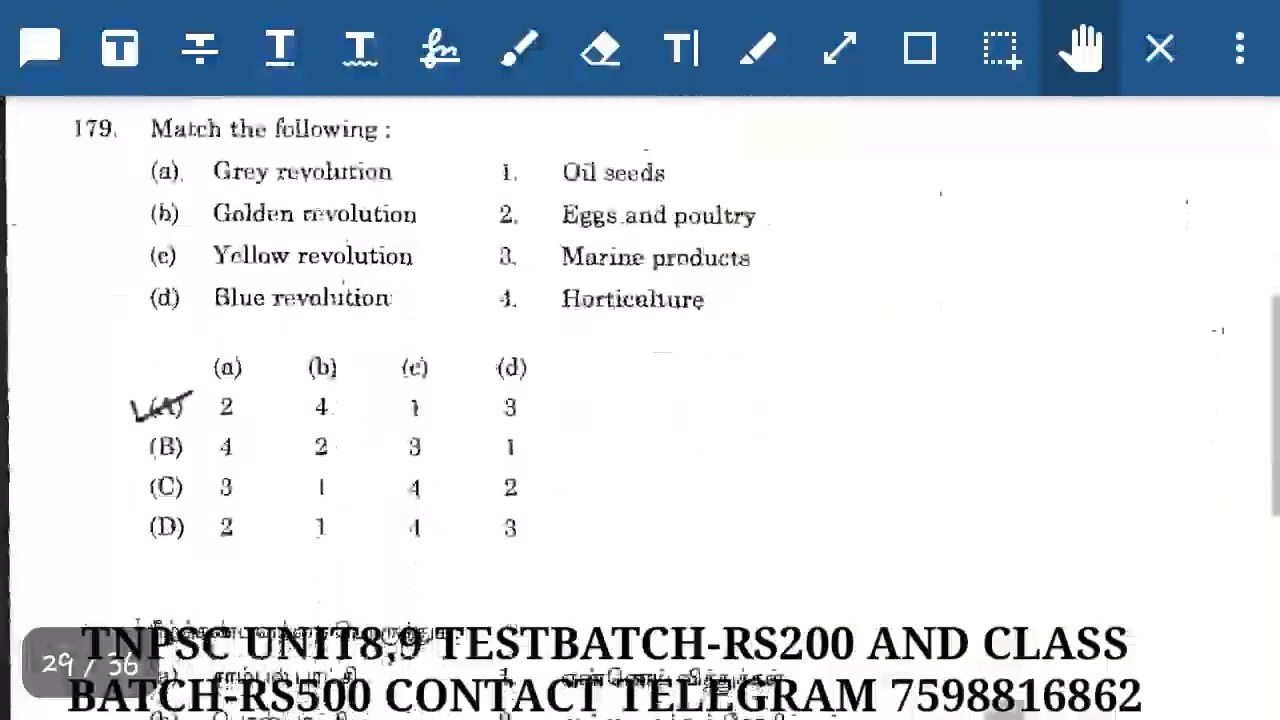 179. Match the following :
(a) Grey revolution 1. Oil seeds
(b) Golden revolution 2. Eggs and poultry
(c) Yellow revolution 3. Marine products
(d) Blue revolution 4. Horticulture
(a) (b) (c) (d)
(A) 2 4 1 3
(B) 4 2 3 1
(C) 3 1 4 2
(D) 2 1 4 3
TNPSC UNIT8,9 TESTBATCH-RS200 AND CLASS
29 / 36
BATCH-RS500 CONTACT TELEGRAM 7598816862